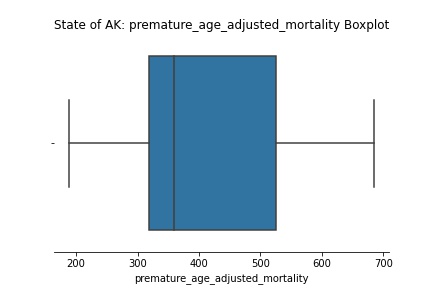 State of AK: premature_age_adjusted_mortality Boxplot
-
200 300 400 500 600 700
premature_age_adjusted_mortality